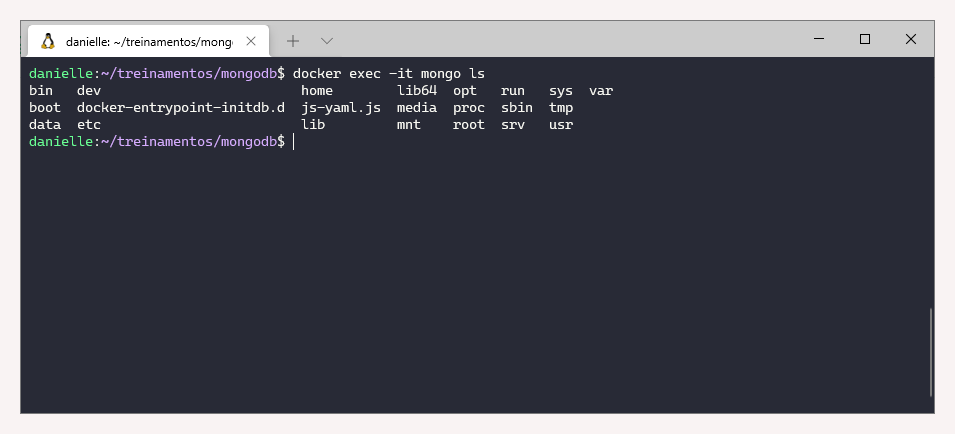 danielle: ~/treinamentos/mong
danielle:~/treinamentos/mongodb$ docker exec -it mongo ls
bin   dev                         home        lib64  opt   run   sys  var
boot  docker-entrypoint-initdb.d  js-yaml.js  media  proc  sbin  tmp
data  etc                         lib         mnt    root  srv   usr
danielle:~/treinamentos/mongodb$